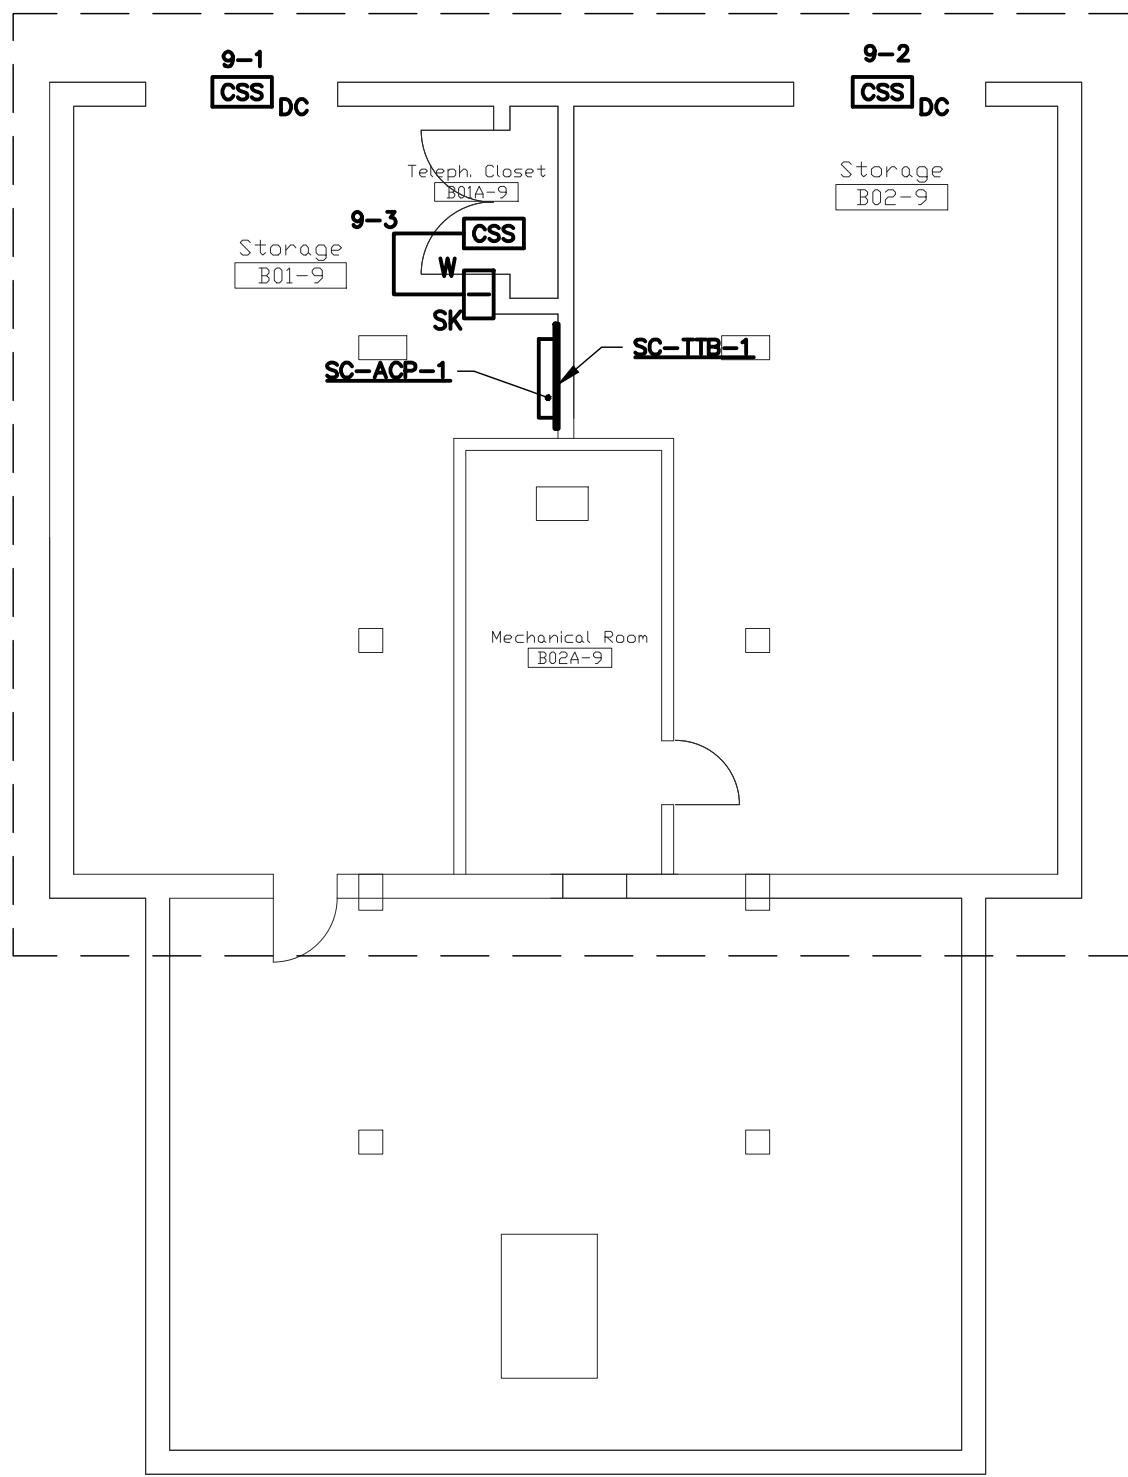 9-1
CSS
DC
9-2
CSS
DC
Teleph. Closet
B01A-9
Storage
B02-9
9-3
CSS
Storage
B01-9
W
SK
SC-TTB-1
SC-ACP-1
Mechanical Room
B02A-9